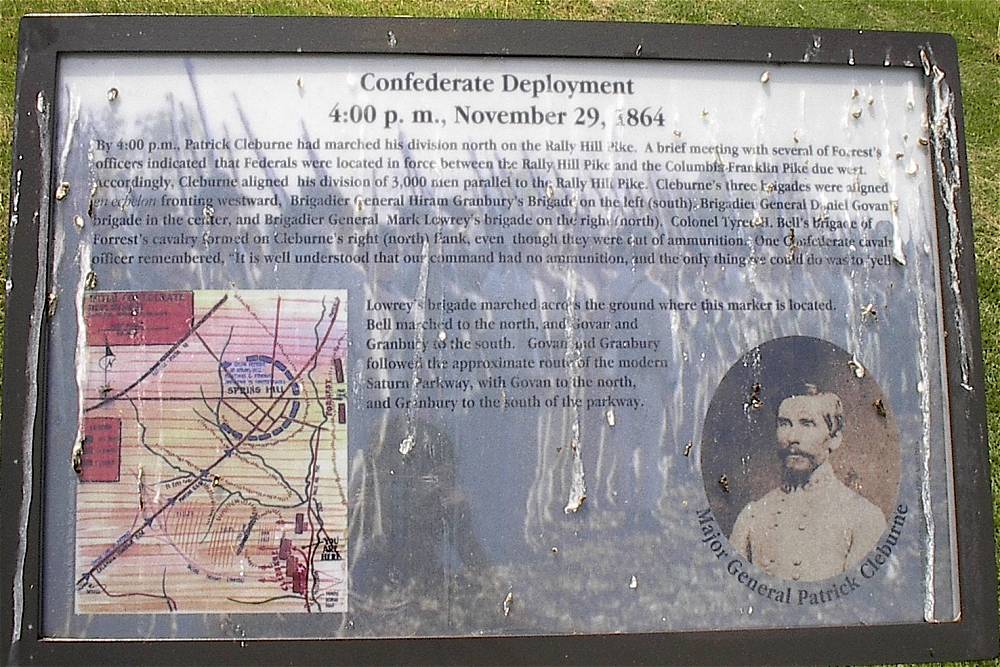 Confederate Deployment
4:00 p. m., November 29, 1864
By 4:00 p.m., Patrick Cleburne had marched his division north on the Rally Hill Pike. A brief meeting with several of Forrest's
officers indicated that Federals were located in force between the Rally Hill Pike and the Columbia-Franklin Pike due west.
Accordingly, Cleburne aligned his division of 3,000 men parallel to the Rally Hill Pike. Cleburne's three brigades were aligned
en echelon fronting westward, Brigadier General Hiram Granbury's Brigade on the left (south), Brigadier General Daniel Govan's
brigade in the center, and Brigadier General Mark Lowrey's brigade on the right (north). Colonel Tyree H. Bell's Brigade of
Forrest's cavalry formed on Cleburne's right (north) flank, even though they were out of ammunition. One Confederate cavalry
officer remembered, "It is well understood that our command had no ammunition, and the only thing we could do was to 'yell
Lowrey's brigade marched across the ground where this marker is located.
Bell marched to the north, and Govan and
Granbury to the south. Govan and Granbury
followed the approximate route of the modern
Saturn Parkway, with Govan to the north,
and Granbury to the south of the parkway.
SPRING HILL
FORREST
YOU
ARE
HERE
Major General Patrick Cleburne